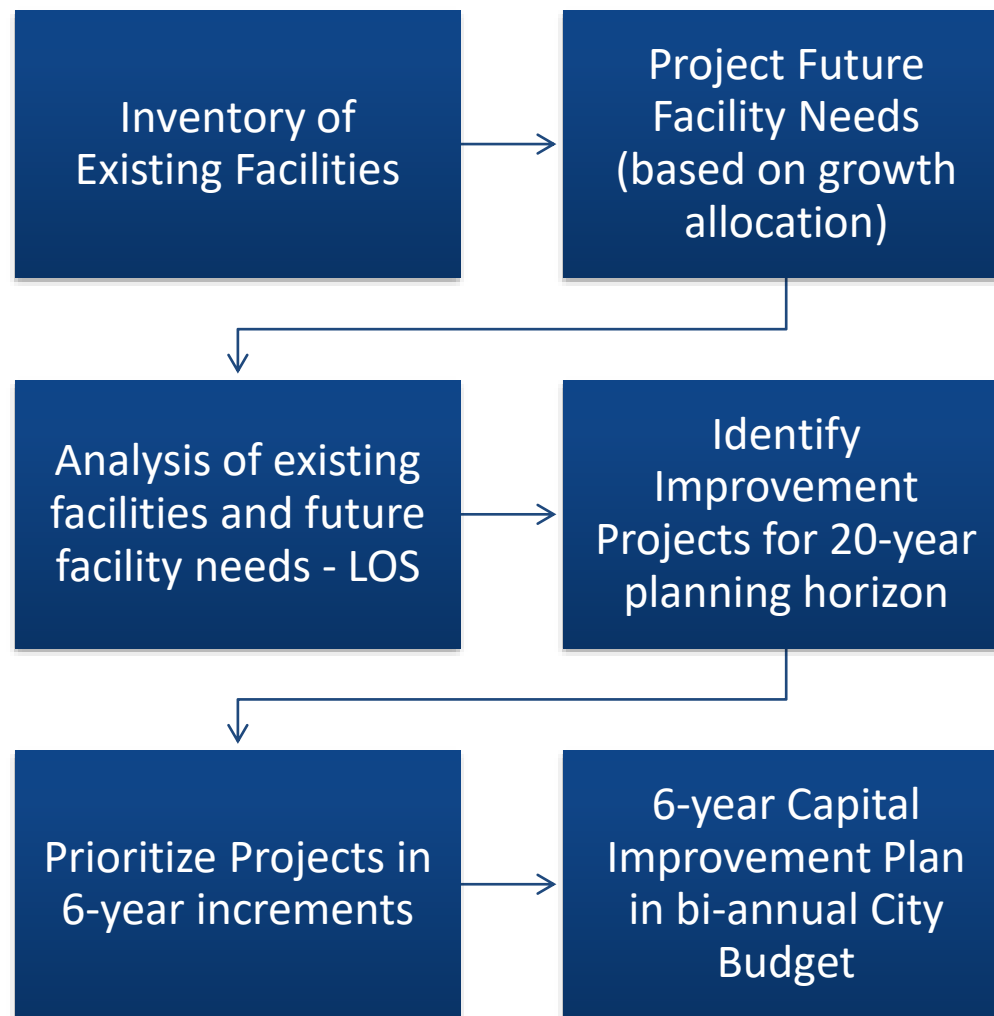 Inventory of
Existing Facilities
Project Future
Facility Needs
(based on growth
allocation)
Analysis of existing
facilities and future
facility needs - LOS
Identify
Improvement
Projects for 20-year
planning horizon
Prioritize Projects in
6-year increments
6-year Capital
Improvement Plan
in bi-annual City
Budget